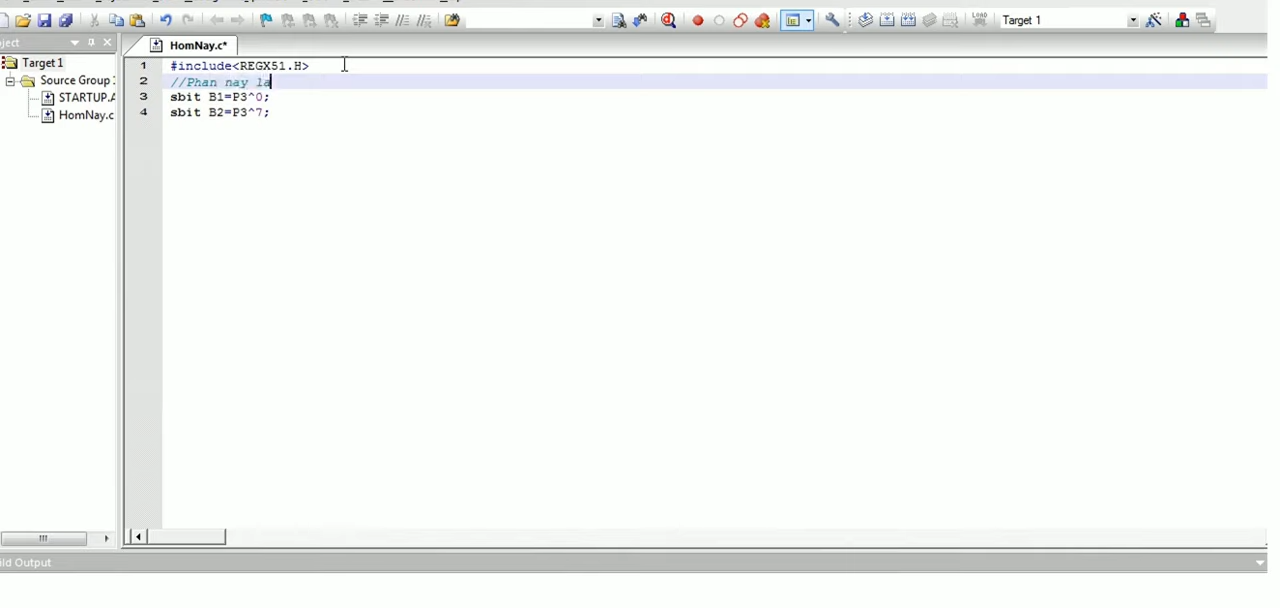 Target 1
oject
HomNay.c*
Target 1
Source Group
STARTUP.A
HomNay.c
1 #include<REGX51.H>
2 //Phan nay la
3 sbit B1=P3^0;
4 sbit B2=P3^7;
ild Output